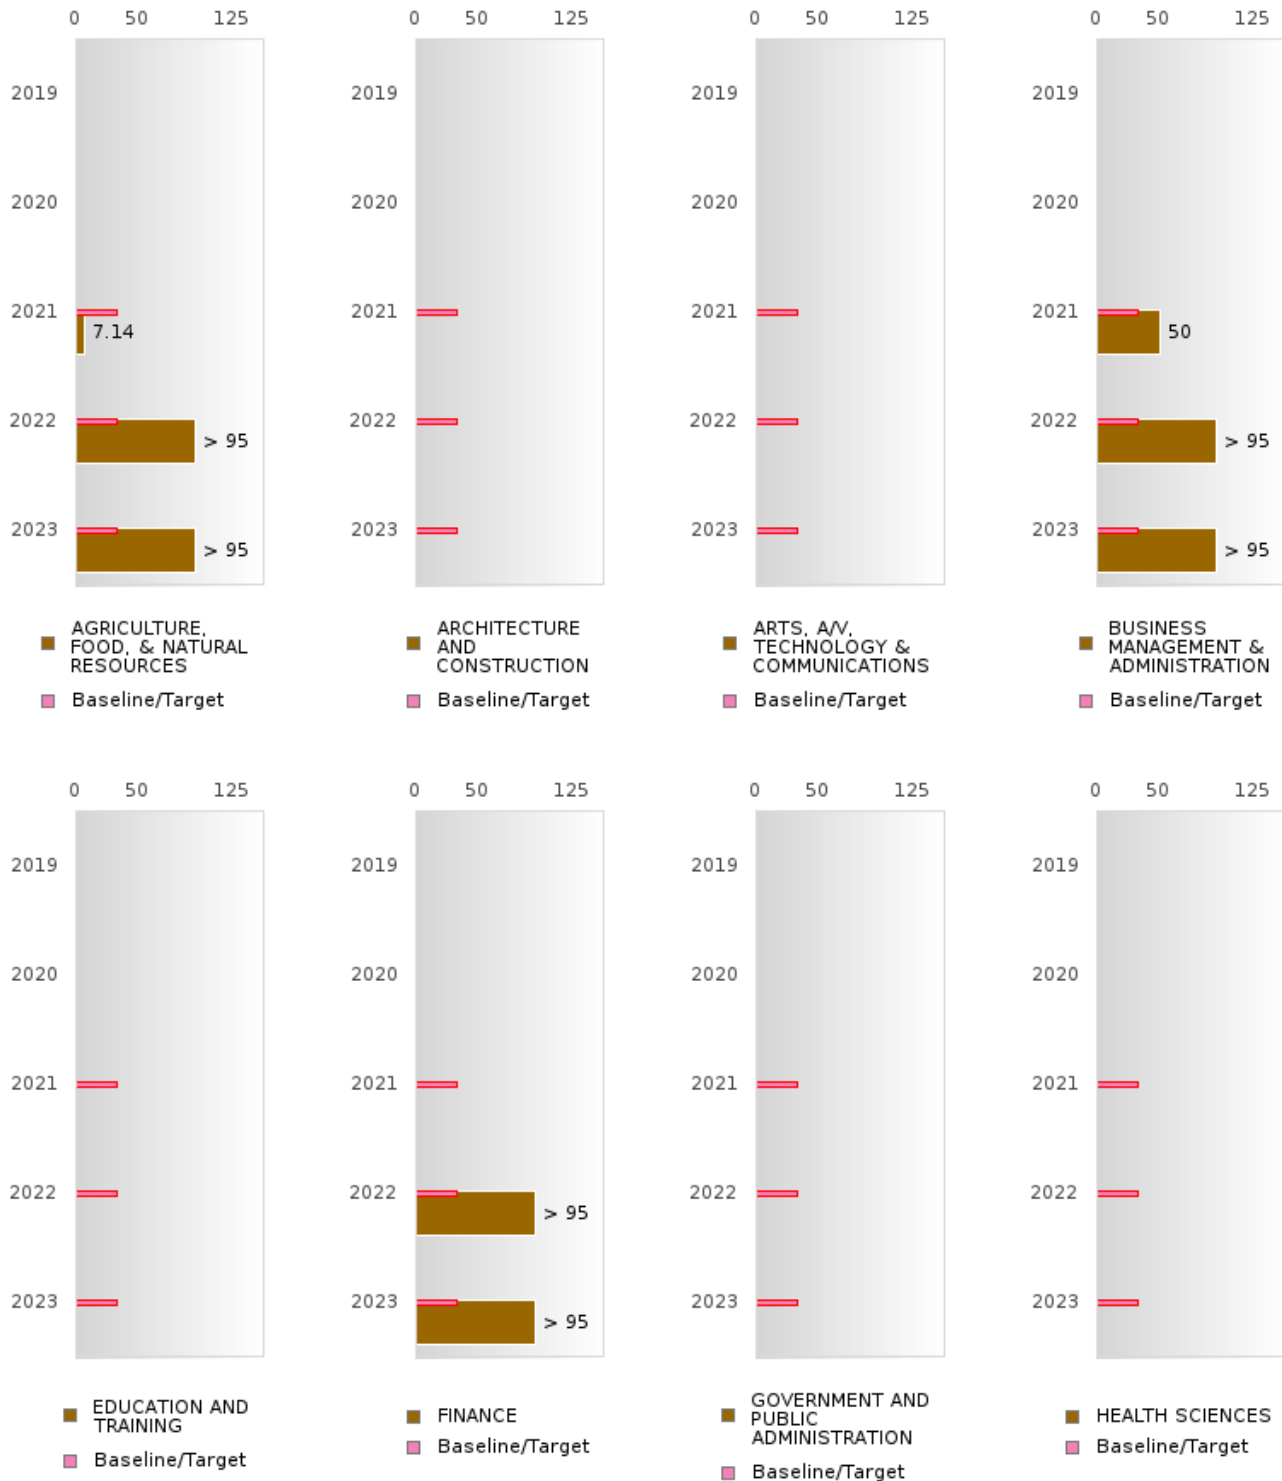 0 50 125 0 50 125 0 50 125 0 50 125
2019 2019 2019 2019
2020 2020 2020 2020
2021 2021 2021 2021
7.14 50
2022 2022 2022 2022
> 95 > 95
2023 2023 2023 2023
> 95 > 95
AGRICULTURE,
FOOD, & NATURAL
RESOURCES
Baseline/Target
ARCHITECTURE
AND
CONSTRUCTION
Baseline/Target
ARTS, A/V,
TECHNOLOGY &
COMMUNICATIONS
Baseline/Target
BUSINESS
MANAGEMENT &
ADMINISTRATION
Baseline/Target
0 50 125 0 50 125 0 50 125 0 50 125
2019 2019 2019 2019
2020 2020 2020 2020
2021 2021 2021 2021
2022 2022 2022 2022
> 95
2023 2023 2023 2023
> 95
EDUCATION AND
TRAINING
Baseline/Target
FINANCE
Baseline/Target
GOVERNMENT AND
PUBLIC
ADMINISTRATION
Baseline/Target
HEALTH SCIENCES
Baseline/Target